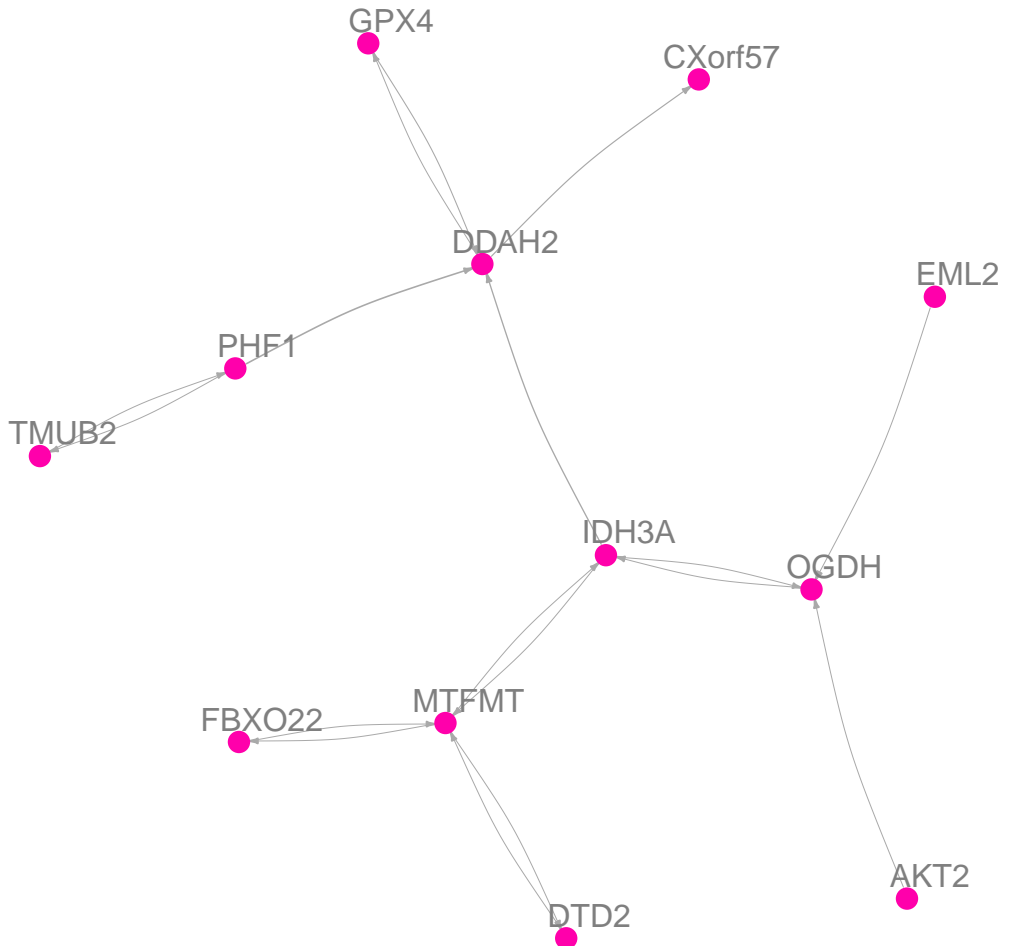 GPX4
CXorf57
DDAH2
EML2
PHF1
TMUB2
IDH3A
OGDH
MTFMT
FBXO22
AKT2
DTD2